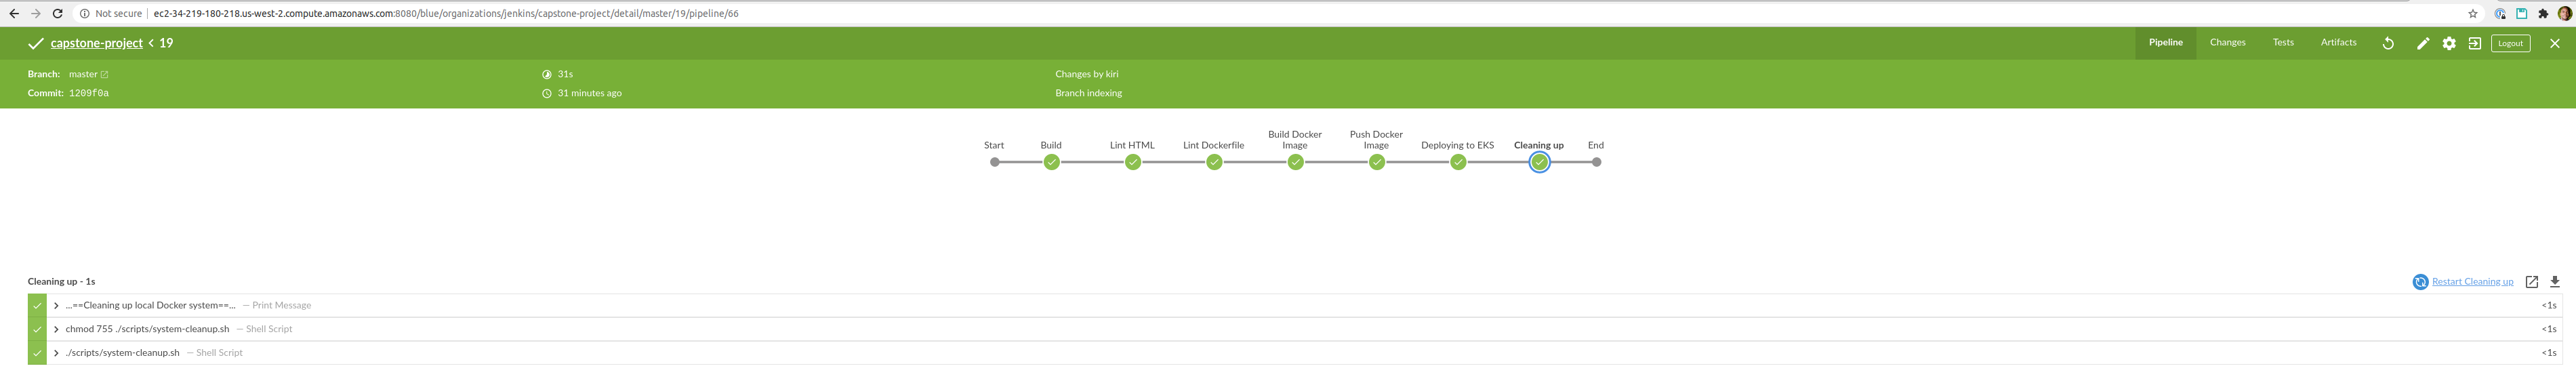 Not secure | ec2-34-219-180-218.us-west-2.compute.amazonaws.com:8080/blue/organizations/jenkins/capstone-project/detail/master/19/pipeline/66
capstone-project < 19 Pipeline Changes Tests Artifacts Logout
Branch: master 31s Changes by kiri
Commit: 1209f0a 31 minutes ago Branch indexing
Start Build Lint HTML Lint Dockerfile Build Docker Image Push Docker Image Deploying to EKS Cleaning up End
Cleaning up - 1s Restart Cleaning up
...==Cleaning up local Docker system==... — Print Message <1s
chmod 755 ./scripts/system-cleanup.sh — Shell Script <1s
./scripts/system-cleanup.sh — Shell Script <1s